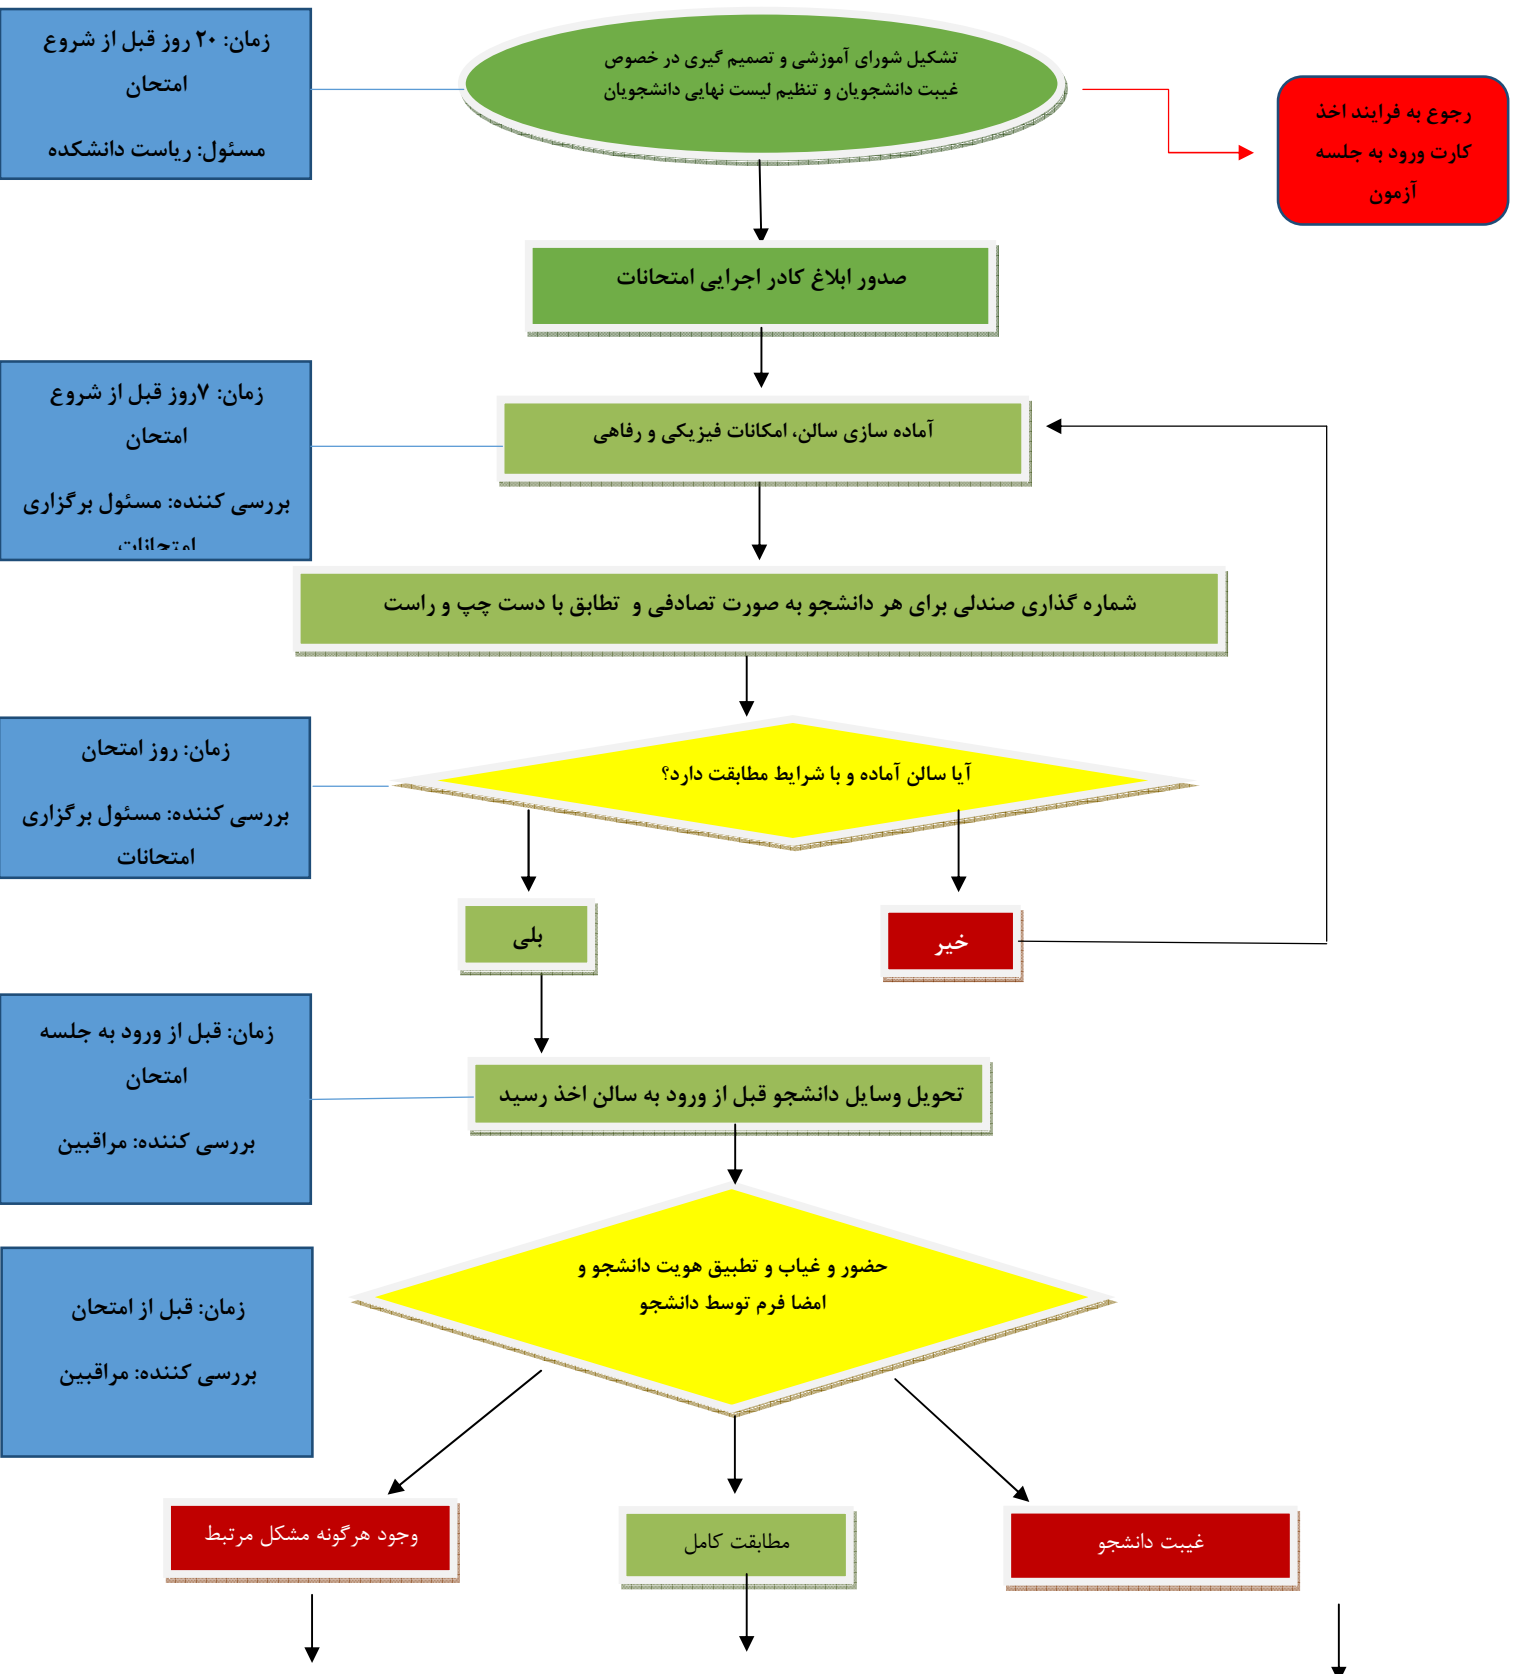 زمان: ۲۰ روز قبل از شروع
امتحان
مسئول: ریاست دانشکده
تشکیل شورای آموزشی و تصمیم گیری در خصوص
غیبت دانشجویان و تنظیم لیست نهایی دانشجویان
رجوع به فرایند اخذ
کارت ورود به جلسه
آزمون
صدور ابلاغ کادر اجرایی امتحانات
زمان: ۷روز قبل از شروع
امتحان
بررسی کننده: مسئول برگزاری
امتحانات
آماده سازی سالن، امکانات فیزیکی و رفاهی
شماره گذاری صندلی برای هر دانشجو به صورت تصادفی و تطابق با دست چپ و راست
زمان: روز امتحان
بررسی کننده: مسئول برگزاری
امتحانات
آیا سالن آماده و با شرایط مطابقت دارد؟
بلی
خیر
زمان: قبل از ورود به جلسه
امتحان
بررسی کننده: مراقبین
تحویل وسایل دانشجو قبل از ورود به سالن اخذ رسید
زمان: قبل از امتحان
بررسی کننده: مراقبین
حضور و غیاب و تطبیق هویت دانشجو و
امضا فرم توسط دانشجو
وجود هرگونه مشکل مرتبط
مطابقت کامل
غیبت دانشجو